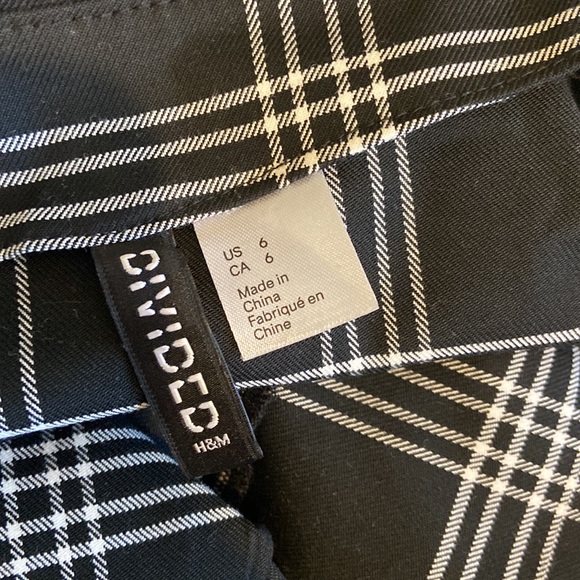 DIVIDED
H&M
US 6
CA 6
Made in
China
Fabriqué en
Chine